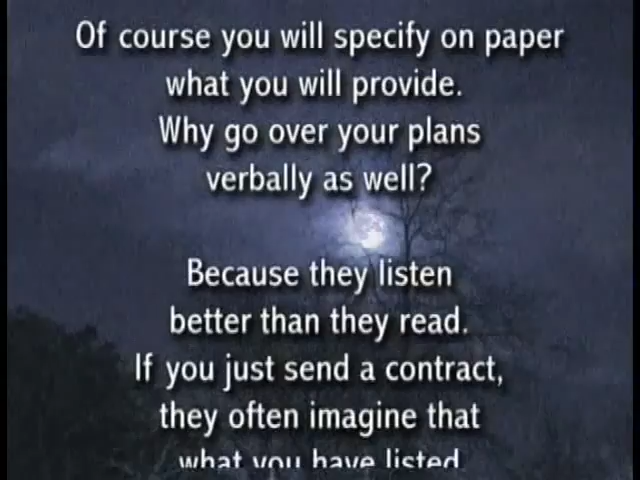 Of course you will specify on paper
what you will provide.
Why go over your plans
verbally as well?
Because they listen
better than they read.
If you just send a contract,
they often imagine that
what you have listed